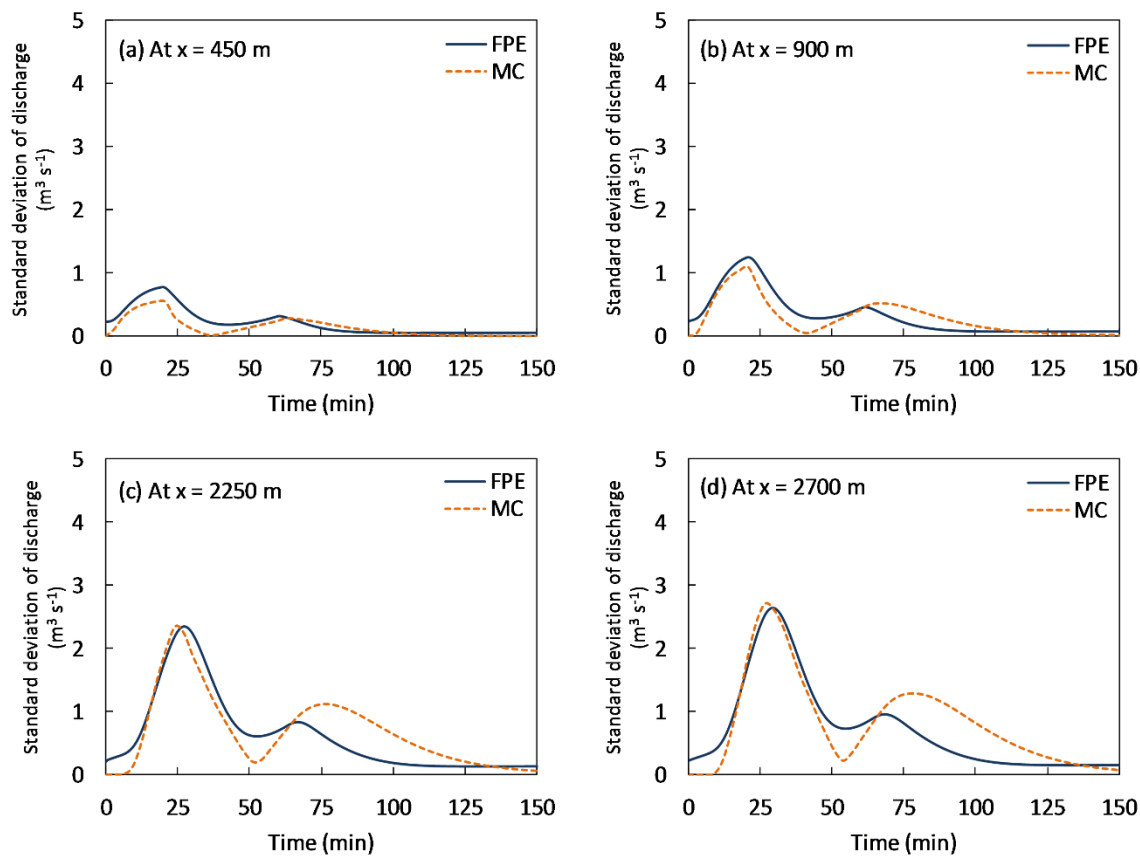 Standard deviation of discharge
(m³ s⁻¹)
5
4
3
2
1
0
(a) At x = 450 m
FPE
MC
0 25 50 75 100 125 150
Time (min)
Standard deviation of discharge
(m³ s⁻¹)
5
4
3
2
1
0
(b) At x = 900 m
FPE
MC
0 25 50 75 100 125 150
Time (min)
Standard deviation of discharge
(m³ s⁻¹)
5
4
3
2
1
0
(c) At x = 2250 m
FPE
MC
0 25 50 75 100 125 150
Time (min)
Standard deviation of discharge
(m³ s⁻¹)
5
4
3
2
1
0
(d) At x = 2700 m
FPE
MC
0 25 50 75 100 125 150
Time (min)